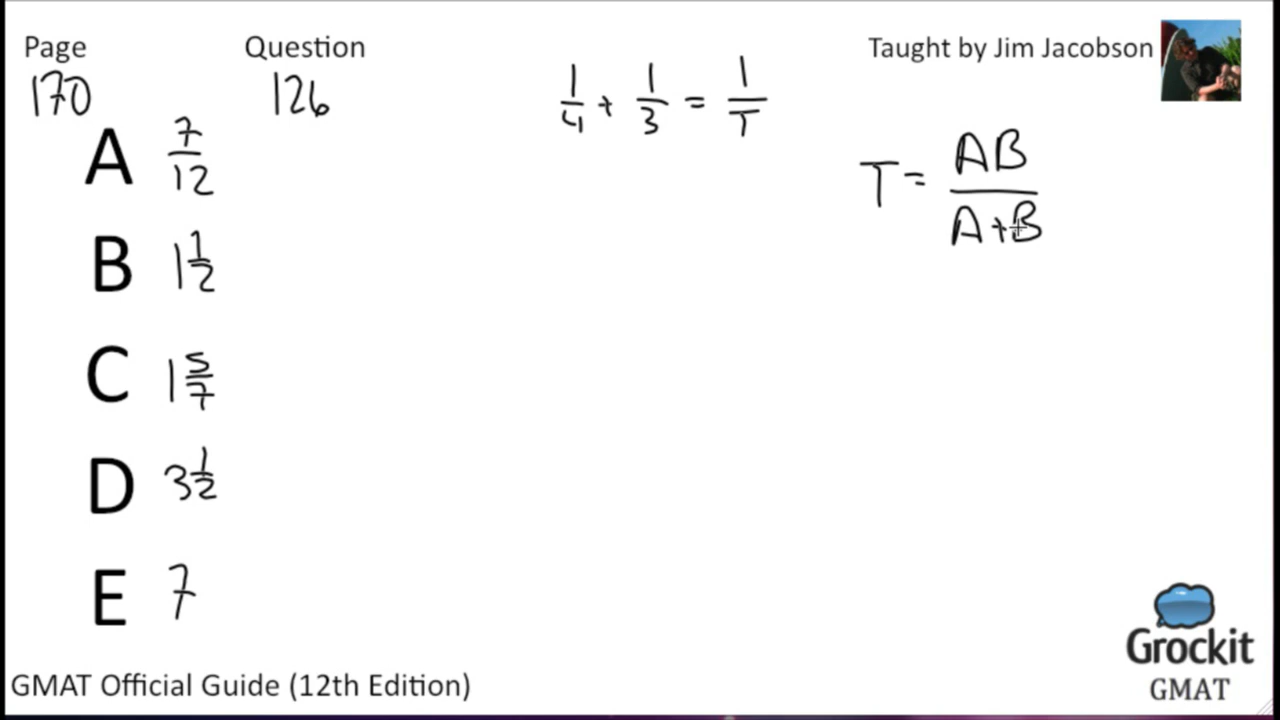 Page Question Taught by Jim Jacobson
170 126
1/4 + 1/3 = 1/T
T = AB/A+B
A 7/12
B 1 1/2
C 1 5/7
D 3 1/2
E 7
Grockit
GMAT
GMAT Official Guide (12th Edition)